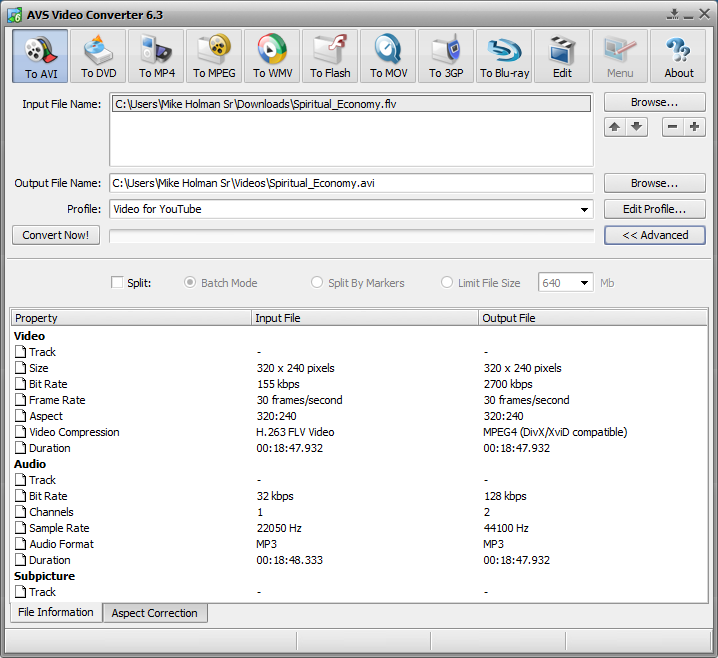 AVS Video Converter 6.3
To AVI To DVD To MP4 To MPEG To WMV To Flash To MOV To 3GP To Blu-ray Edit Menu About
Input File Name: C:\Users\Mike Holman Sr\Downloads\Spiritual_Economy.flv Browse...
Output File Name: C:\Users\Mike Holman Sr\Videos\Spiritual_Economy.avi Browse...
Profile: Video for YouTube Edit Profile...
Convert Now! << Advanced
Split: Batch Mode Split By Markers Limit File Size 640 Mb
Property Input File Output File
Video
Track - -
Size 320 x 240 pixels 320 x 240 pixels
Bit Rate 155 kbps 2700 kbps
Frame Rate 30 frames/second 30 frames/second
Aspect 320:240 320:240
Video Compression H.263 FLV Video MPEG4 (DivX/XviD compatible)
Duration 00:18:47.932 00:18:47.932
Audio
Track - -
Bit Rate 32 kbps 128 kbps
Channels 1 2
Sample Rate 22050 Hz 44100 Hz
Audio Format MP3 MP3
Duration 00:18:48.333 00:18:47.932
Subpicture
Track - -
File Information Aspect Correction